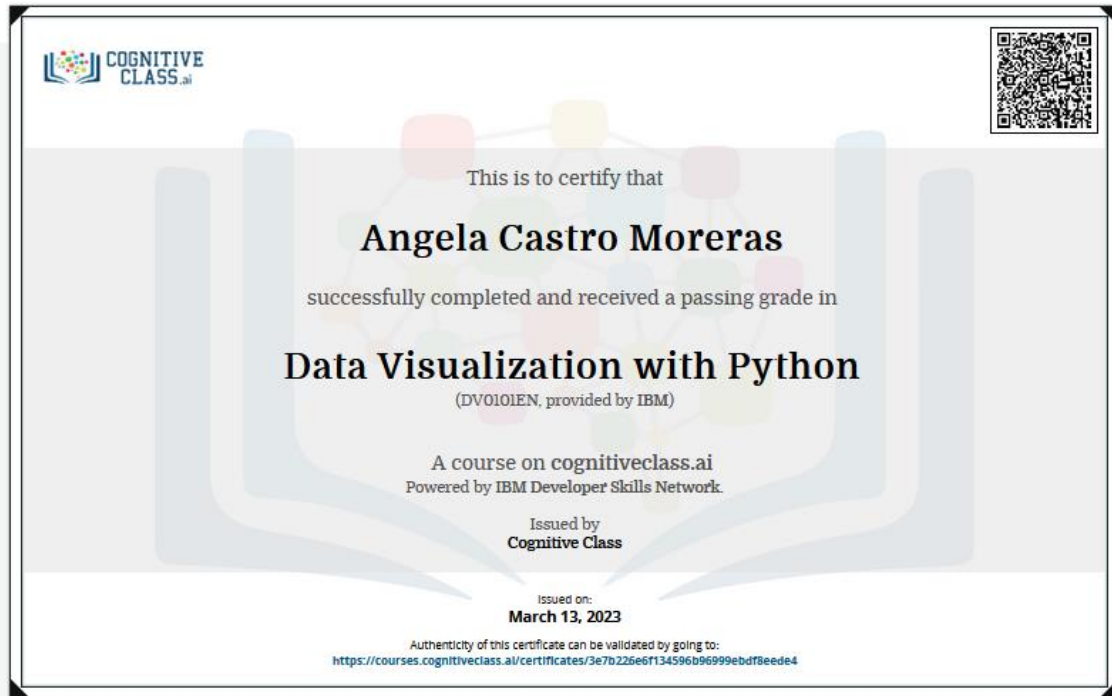 COGNITIVE
CLASS.ai
This is to certify that
Angela Castro Moreras
successfully completed and received a passing grade in
Data Visualization with Python
(DV0101EN, provided by IBM)
A course on cognitiveclass.ai
Powered by IBM Developer Skills Network.
Issued by
Cognitive Class
Issued on:
March 13, 2023
Authenticity of this certificate can be validated by going to:
https://courses.cognitiveclass.ai/certificates/3e7b226e6f134596b96999ebdf8eede4